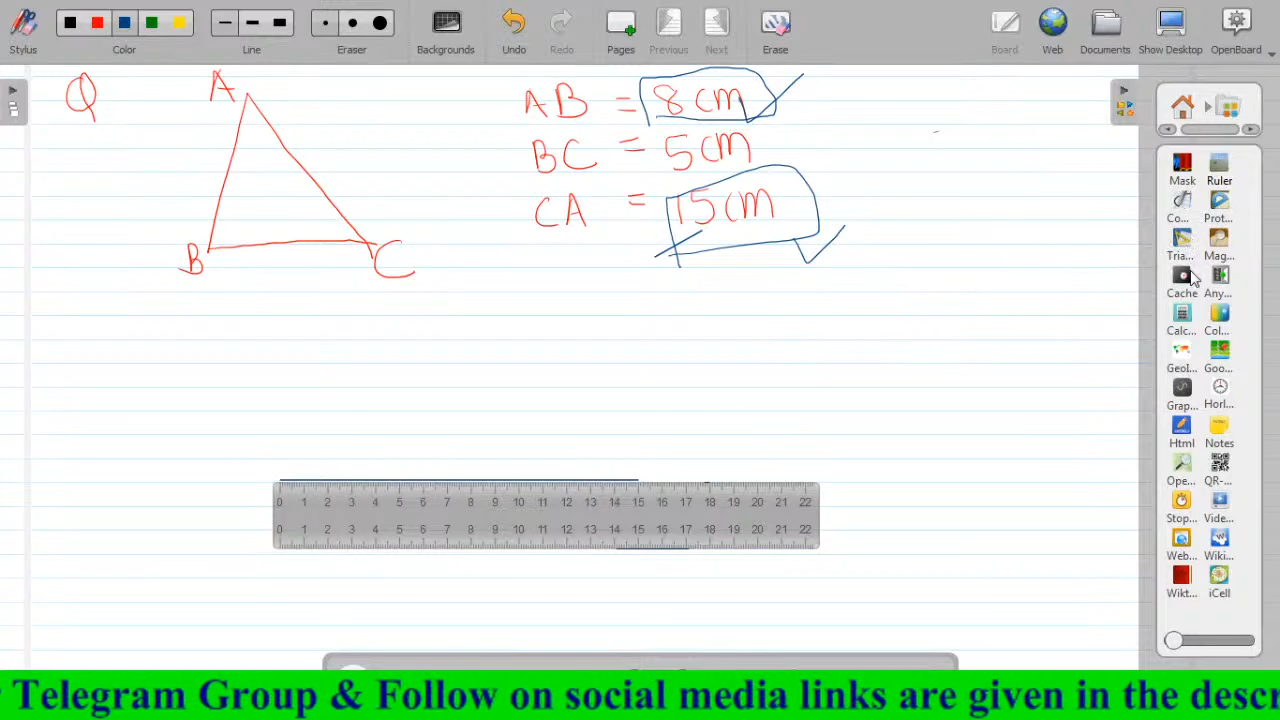 Stylus
Color
Line
Eraser
Backgrounds
Undo
Redo
Pages
Previous
Next
Erase
Board
Web
Documents
Show Desktop
OpenBoard
Q
A
B
C
AB = 8 cm
BC = 5 cm
CA = 15 cm
Mask Ruler
Co... Prot...
Tria... Mag...
Cache Any...
Calc... Col...
GeoI... Goo...
Grap... Horl...
Html Notes
Ope... QR-...
Stop... Vide...
Web... Wiki...
Wikt... iCell
0 1 2 3 4 5 6 7 8 9 10 11 12 13 14 15 16 17 18 19 20 21 22
0 1 2 3 4 5 6 7 8 9 10 11 12 13 14 15 16 17 18 19 20 21 22
Telegram Group & Follow on social media links are given in the descr